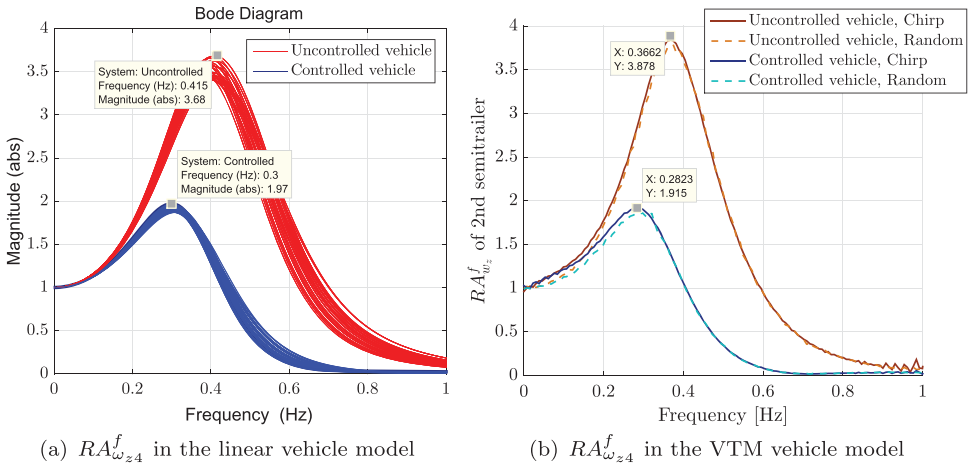 Bode Diagram
Magnitude (abs)
4
3.5
3
2.5
2
1.5
1
0.5
0
Uncontrolled vehicle
Controlled vehicle
System: Uncontrolled
Frequency (Hz): 0.415
Magnitude (abs): 3.68
System: Controlled
Frequency (Hz): 0.3
Magnitude (abs): 1.97
0 0.2 0.4 0.6 0.8 1
Frequency (Hz)
(a) $RA^f_{\omega_{z4}}$ in the linear vehicle model
$RA^f_{w_z}$ of 2nd semitrailer
4
3.5
3
2.5
2
1.5
1
0.5
0
Uncontrolled vehicle, Chirp
Uncontrolled vehicle, Random
Controlled vehicle, Chirp
Controlled vehicle, Random
X: 0.3662
Y: 3.878
X: 0.2823
Y: 1.915
0 0.2 0.4 0.6 0.8 1
Frequency [Hz]
(b) $RA^f_{\omega_{z4}}$ in the VTM vehicle model